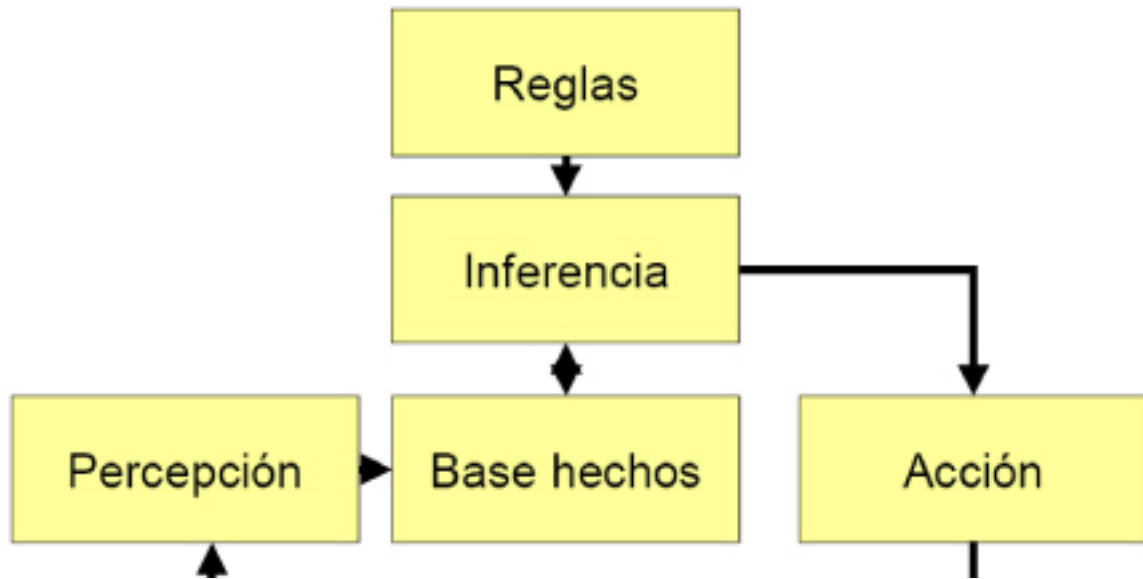 Reglas
Inferencia
Percepción
Base hechos
Acción